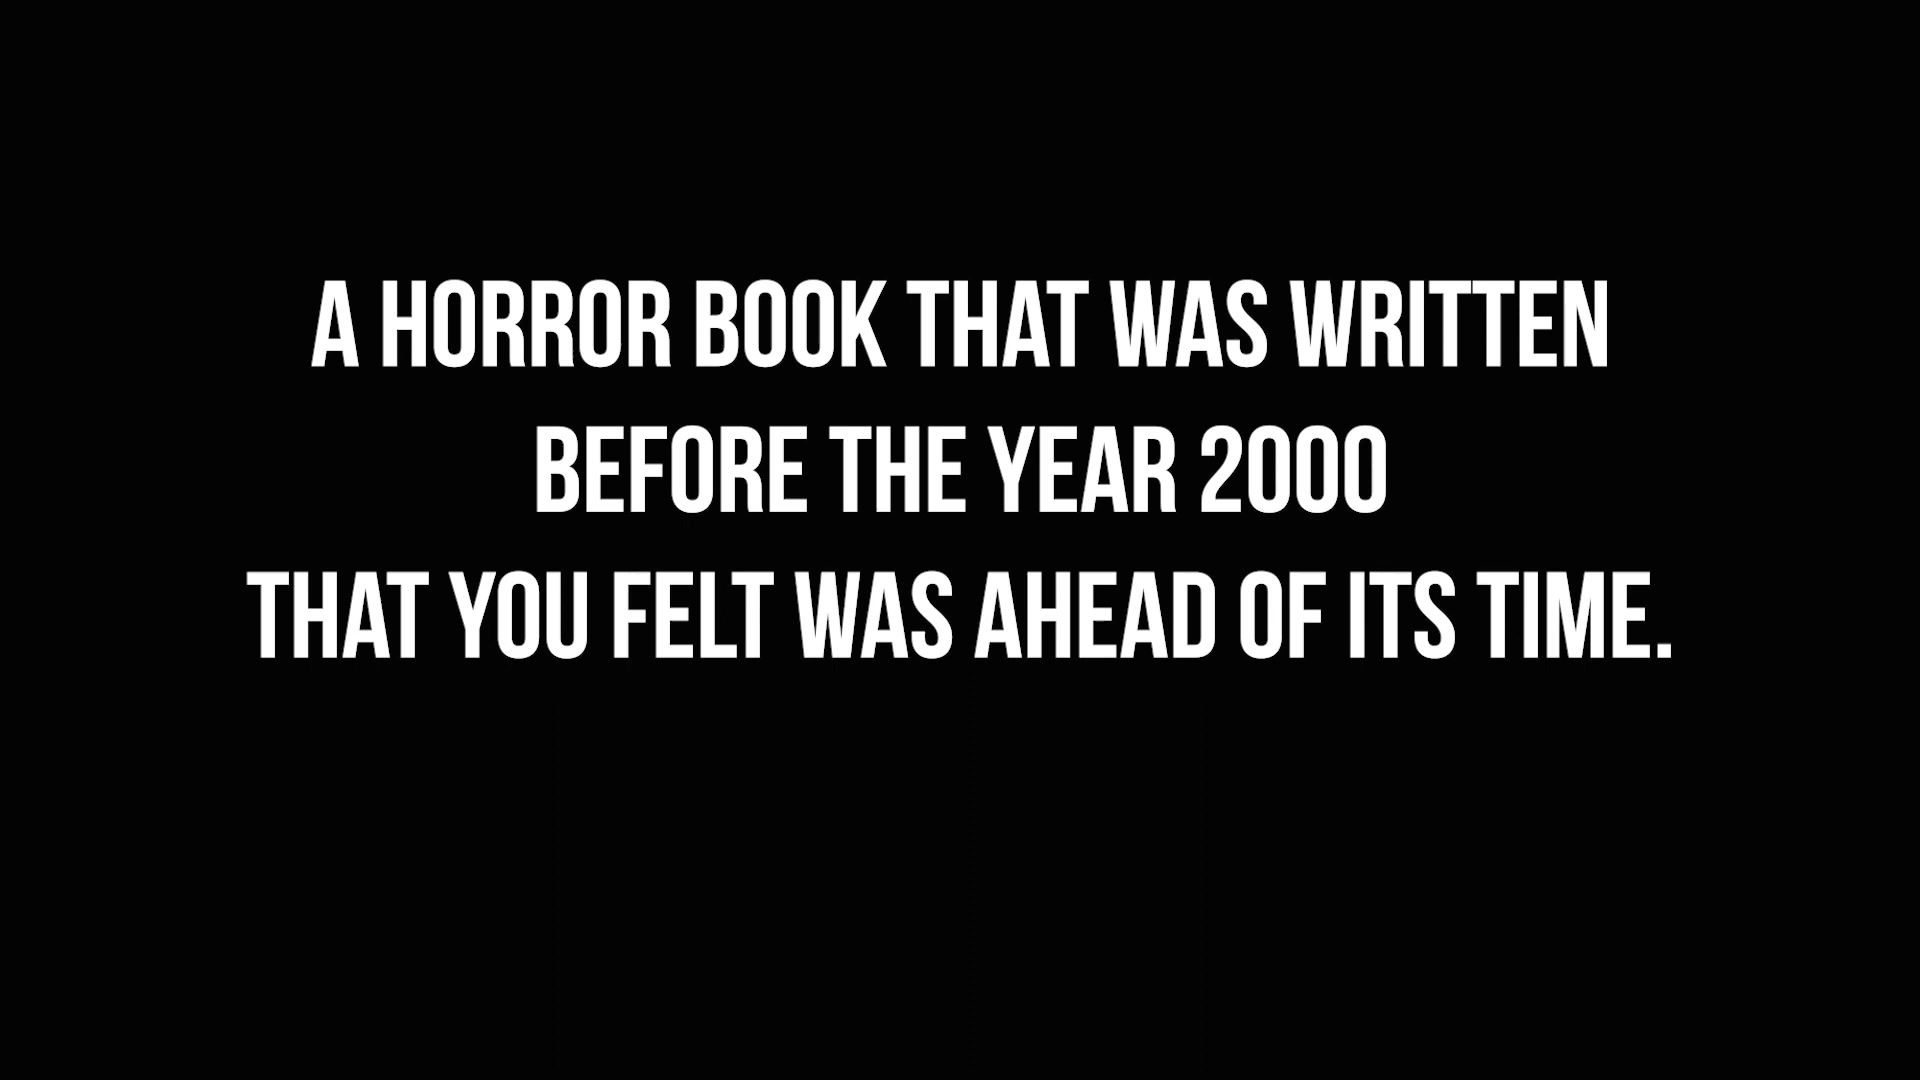 A HORROR BOOK THAT WAS WRITTEN
BEFORE THE YEAR 2000
THAT YOU FELT WAS AHEAD OF ITS TIME.